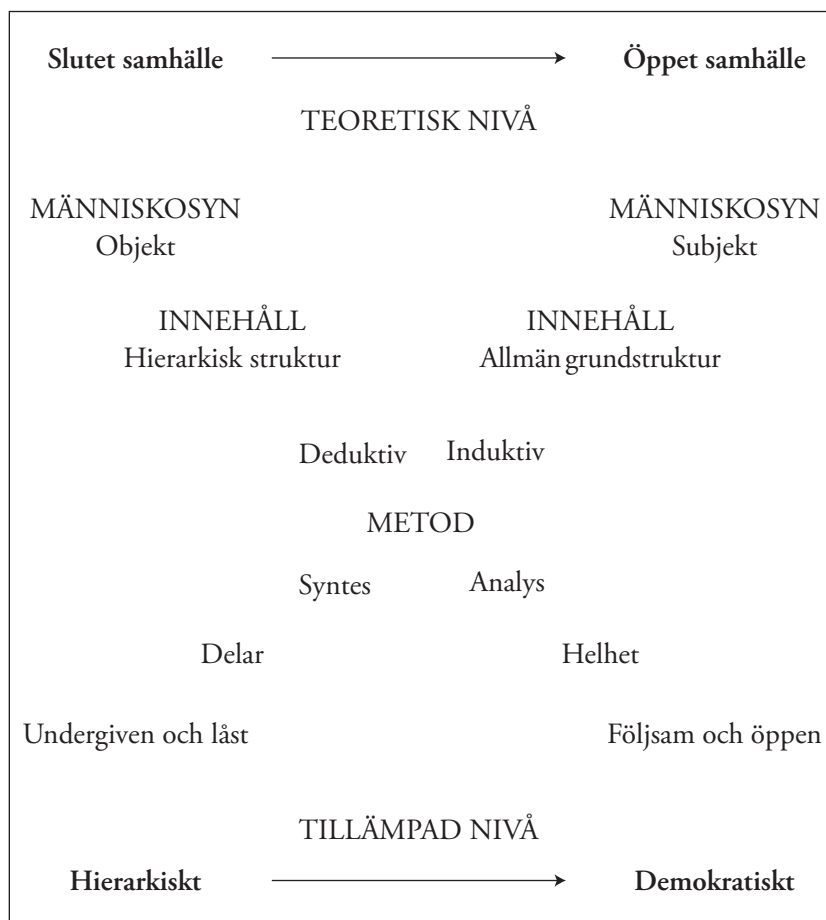 Slutet samhälle Öppet samhälle
TEORETISK NIVÅ
MÄNNISKOSYN MÄNNISKOSYN
Objekt Subjekt
INNEHÅLL INNEHÅLL
Hierarkisk struktur Allmän grundstruktur
Deduktiv Induktiv
METOD
Syntes Analys
Delar Helhet
Undergiven och låst Följsam och öppen
TILLÄMPAD NIVÅ
Hierarkiskt Demokratiskt